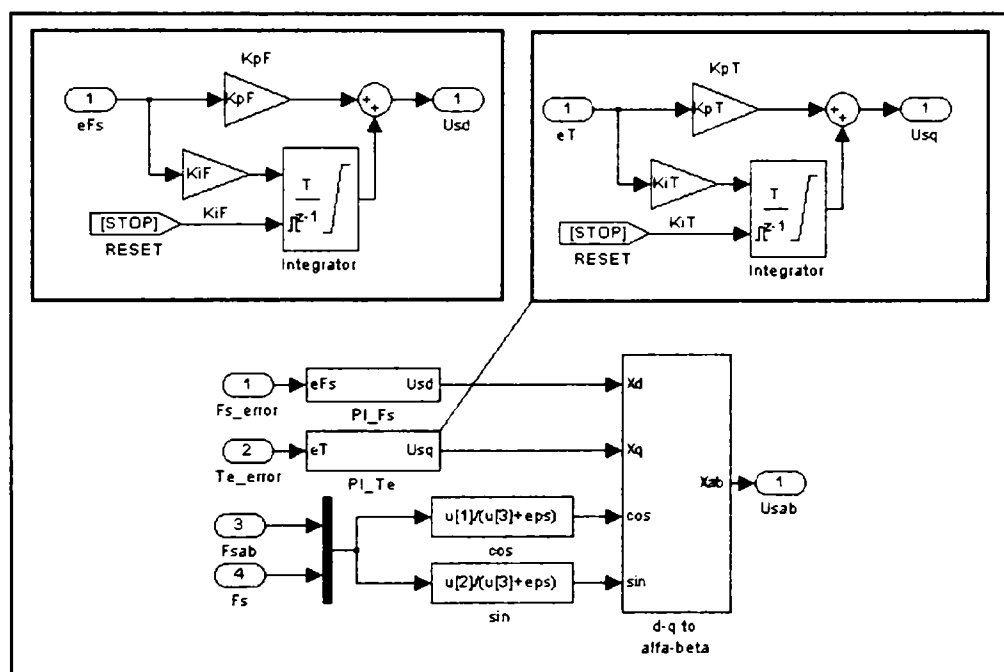 KpF
1
eFs
KpF
+
+
1
Usd
KiF
T
z-1
[STOP]
KiF
RESET
Integrator
KpT
1
eT
KpT
+
+
1
Usq
KiT
T
z-1
[STOP]
KiT
RESET
Integrator
1
Fs_error
eFs
Usd
PI_Fs
2
Te_error
eT
Usq
PI_Te
3
Fsab
4
Fs
u[1]/(u[3]+eps)
cos
u[2]/(u[3]+eps)
sin
Xd
Xq
cos
sin
Xab
d-q to
alfa-beta
1
Usab